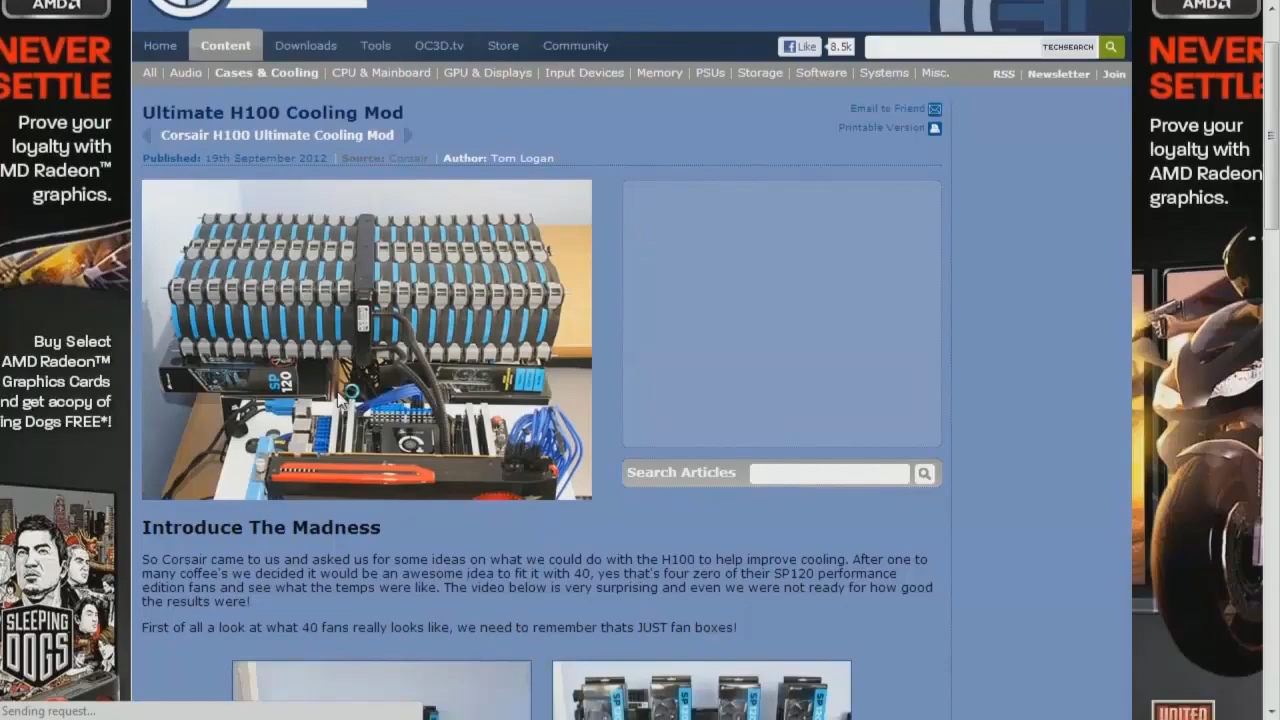 AMD
NEVER
SETTLE
Prove your
loyalty with
MD Radeon™
graphics.
Buy Select
AMD Radeon™
Graphics Cards
nd get acopy of
ing Dogs FREE*!
SLEEPING
DOGS
Home Content Downloads Tools OC3D.tv Store Community Like 8.5k TECHSEARCH
All | Audio | Cases & Cooling | CPU & Mainboard | GPU & Displays | Input Devices | Memory | PSUs | Storage | Software | Systems | Misc. RSS | Newsletter | Join
Ultimate H100 Cooling Mod
Email to Friend
Corsair H100 Ultimate Cooling Mod
Printable Version
Published: 19th September 2012 | Source: Corsair | Author: Tom Logan
SP
120
Search Articles
Introduce The Madness
So Corsair came to us and asked us for some ideas on what we could do with the H100 to help improve cooling. After one to
many coffee's we decided it would be an awesome idea to fit it with 40, yes that's four zero of their SP120 performance
edition fans and see what the temps were like. The video below is very surprising and even we were not ready for how good
the results were!
First of all a look at what 40 fans really looks like, we need to remember thats JUST fan boxes!
Sending request...
AMD
NEVER
SETTLE
Prove your
loyalty with
AMD Radeon
graphics.
UNITED